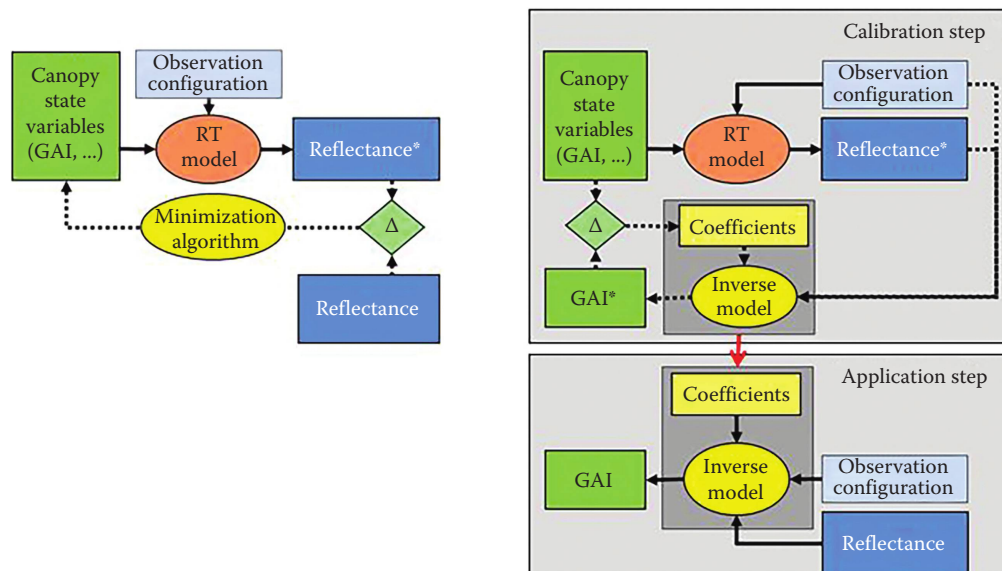 Observation
configuration
Canopy
state
variables
(GAI, ...)
RT
model
Reflectance*
Minimization
algorithm
Δ
Reflectance
Calibration step
Canopy
state
variables
(GAI, ...)
Observation
configuration
RT
model
Reflectance*
Δ
Coefficients
GAI*
Inverse
model
Application step
Coefficients
GAI
Inverse
model
Observation
configuration
Reflectance